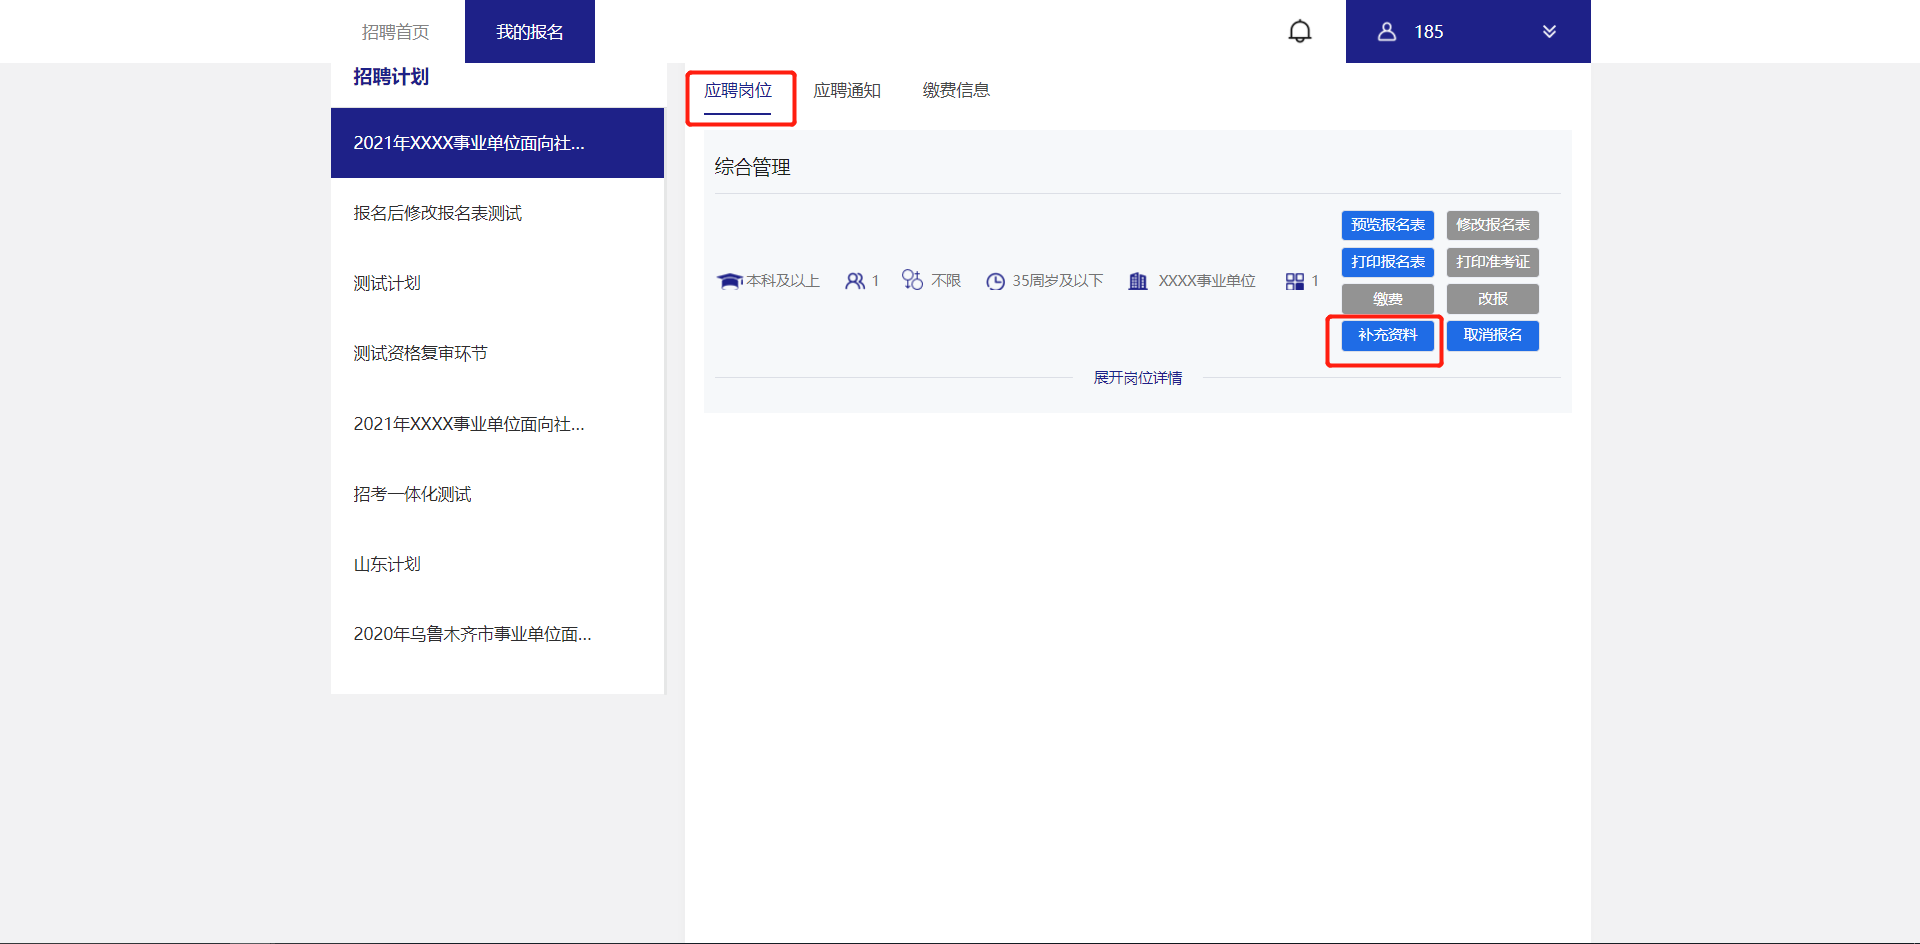 招聘首页
我的报名
185
招聘计划
2021年XXXX事业单位面向社...
报名后修改报名表测试
测试计划
测试资格复审环节
2021年XXXX事业单位面向社...
招考一体化测试
山东计划
2020年乌鲁木齐市事业单位面...
应聘岗位
应聘通知
缴费信息
综合管理
本科及以上
1
不限
35周岁及以下
XXXX事业单位
1
预览报名表
修改报名表
打印报名表
打印准考证
缴费
改报
补充资料
取消报名
展开岗位详情